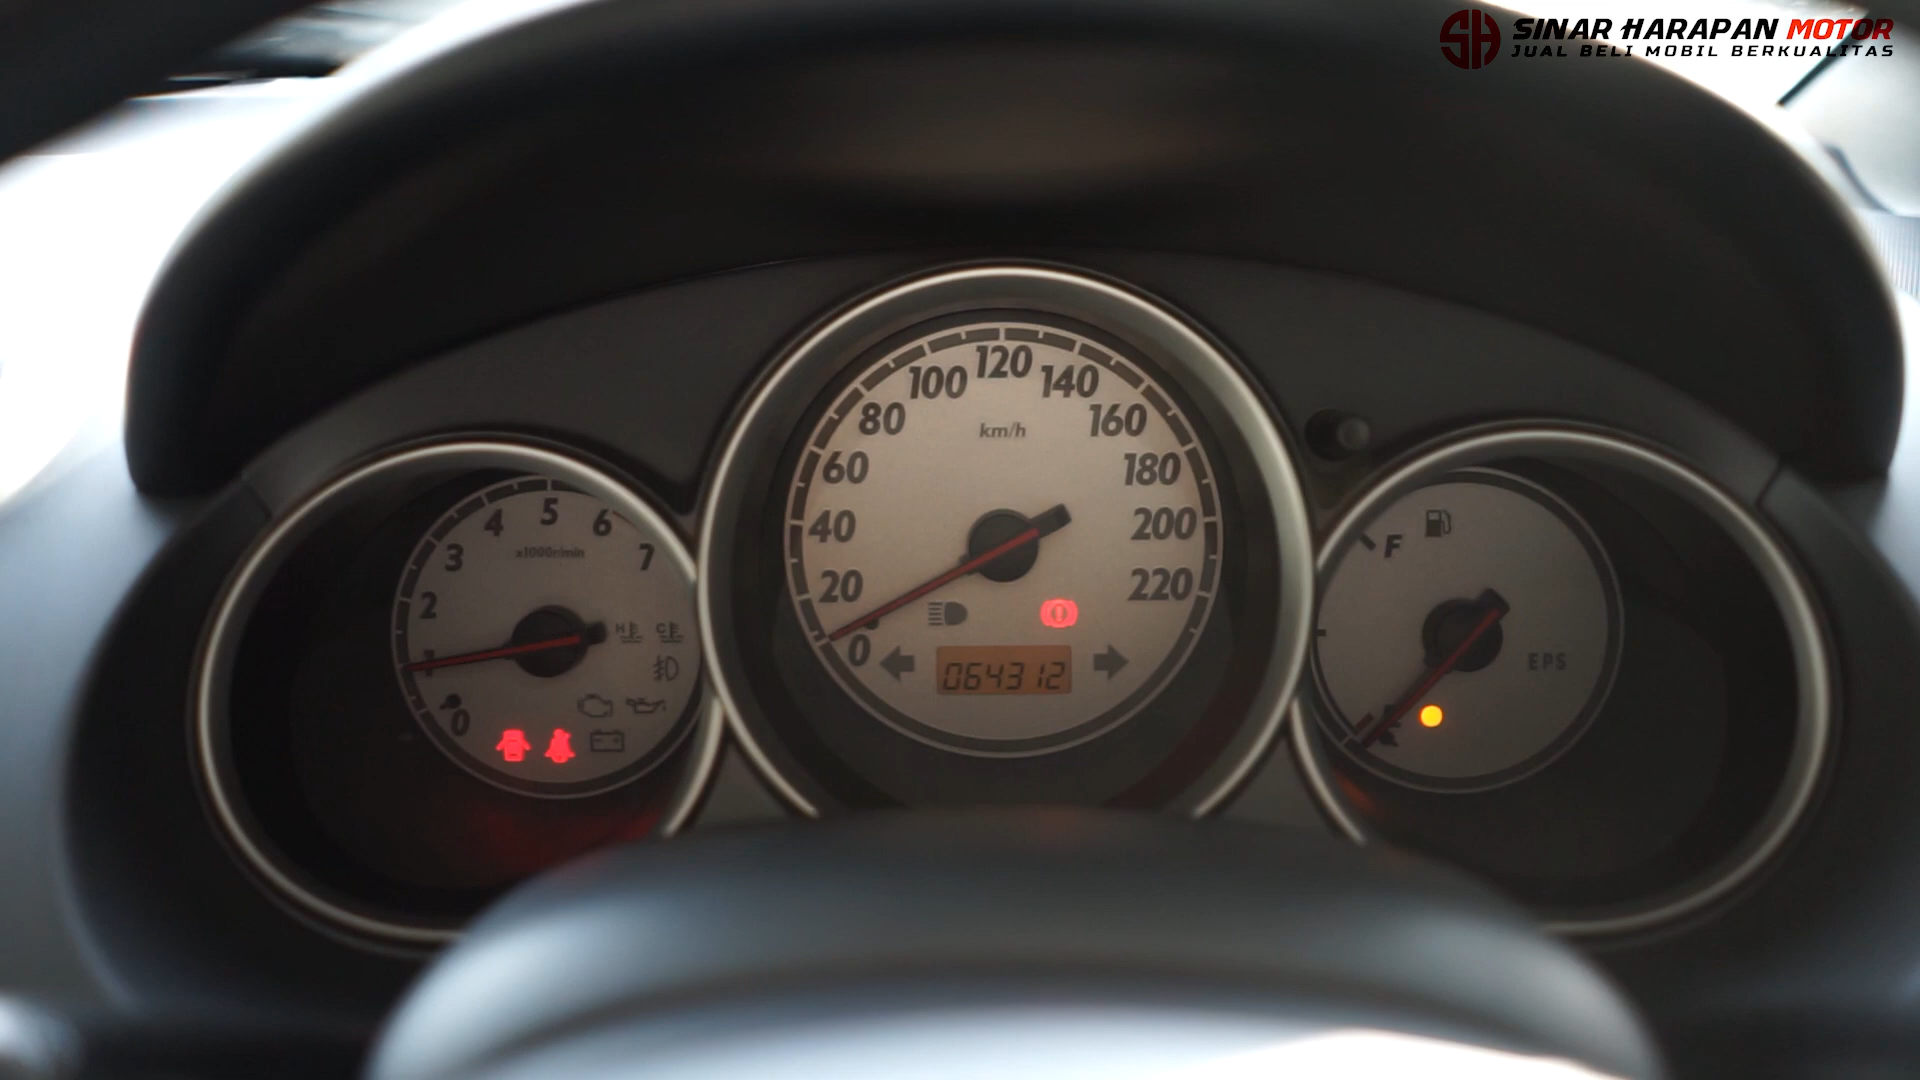 SINAR HARAPAN MOTOR
JUAL BELI MOBIL BERKUALITAS
0
1
2
3
4
5
6
7
x1000r/min
H
C
0
20
40
60
80
100
120
140
160
180
200
220
km/h
064312
F
EPS